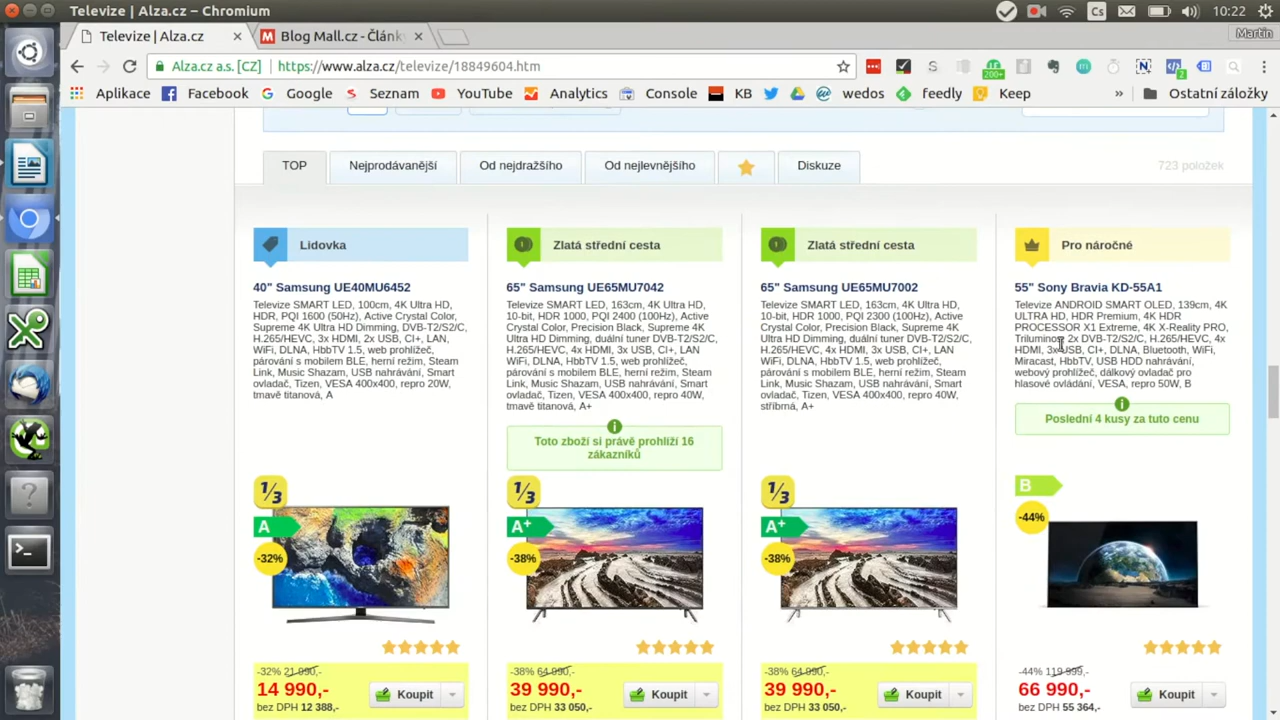 Televize | Alza.cz – Chromium
Cs
10:22
Televize | Alza.cz
Blog Mall.cz - Článk
Martin
Alza.cz a.s. [CZ]
https://www.alza.cz/televize/18849604.htm
200+
2
Aplikace
Facebook
Google
Seznam
YouTube
Analytics
Console
KB
wedos
feedly
Keep
»
Ostatní záložky
TOP
Nejprodávanější
Od nejdražšího
Od nejlevnějšího
Diskuze
723 položek
Lidovka
40" Samsung UE40MU6452
Televize SMART LED, 100cm, 4K Ultra HD,
HDR, PQI 1600 (50Hz), Active Crystal Color,
Supreme 4K Ultra HD Dimming, DVB-T2/S2/C,
H.265/HEVC, 3x HDMI, 2x USB, CI+, LAN,
WiFi, DLNA, HbbTV 1.5, web prohlížeč,
párování s mobilem BLE, herní režim, Steam
Link, Music Shazam, USB nahrávání, Smart
ovladač, Tizen, VESA 400x400, repro 20W,
tmavě titanová, A
1/3
A
-32%
-32% 21 990,-
14 990,-
Koupit
bez DPH 12 388,-
Zlatá střední cesta
65" Samsung UE65MU7042
Televize SMART LED, 163cm, 4K Ultra HD,
10-bit, HDR 1000, PQI 2400 (100Hz), Active
Crystal Color, Precision Black, Supreme 4K
Ultra HD Dimming, duální tuner DVB-T2/S2/C,
H.265/HEVC, 4x HDMI, 3x USB, CI+, LAN
WiFi, DLNA, HbbTV 1.5, web prohlížeč,
párování s mobilem BLE, herní režim, Steam
Link, Music Shazam, USB nahrávání, Smart
ovladač, Tizen, VESA 400x400, repro 40W,
tmavě titanová, A+
Toto zboží si právě prohlíží 16
zákazníků
1/3
A+
-38%
-38% 64 990,-
39 990,-
Koupit
bez DPH 33 050,-
Zlatá střední cesta
65" Samsung UE65MU7002
Televize SMART LED, 163cm, 4K Ultra HD,
10-bit, HDR 1000, PQI 2300 (100Hz), Active
Crystal Color, Precision Black, Supreme 4K
Ultra HD Dimming, duální tuner DVB-T2/S2/C,
H.265/HEVC, 4x HDMI, 3x USB, CI+, LAN
WiFi, DLNA, HbbTV 1.5, web prohlížeč,
párování s mobilem BLE, herní režim, Steam
Link, Music Shazam, USB nahrávání, Smart
ovladač, Tizen, VESA 400x400, repro 40W,
stříbrná, A+
1/3
A+
-38%
-38% 64 990,-
39 990,-
Koupit
bez DPH 33 050,-
Pro náročné
55" Sony Bravia KD-55A1
Televize ANDROID SMART OLED, 139cm, 4K
ULTRA HD, HDR Premium, 4K HDR
PROCESSOR X1 Extreme, 4K X-Reality PRO,
Triluminos, 2x DVB-T2/S2/C, H.265/HEVC, 4x
HDMI, USB, CI+, DLNA, Bluetooth, WiFi,
Miracast, HbbTV, USB HDD nahrávání,
webový prohlížeč, dálkový ovladač pro
hlasové ovládání, VESA, repro 50W, B
Poslední 4 kusy za tuto cenu
B
-44%
-44% 119 999,-
66 990,-
Koupit
bez DPH 55 364,-